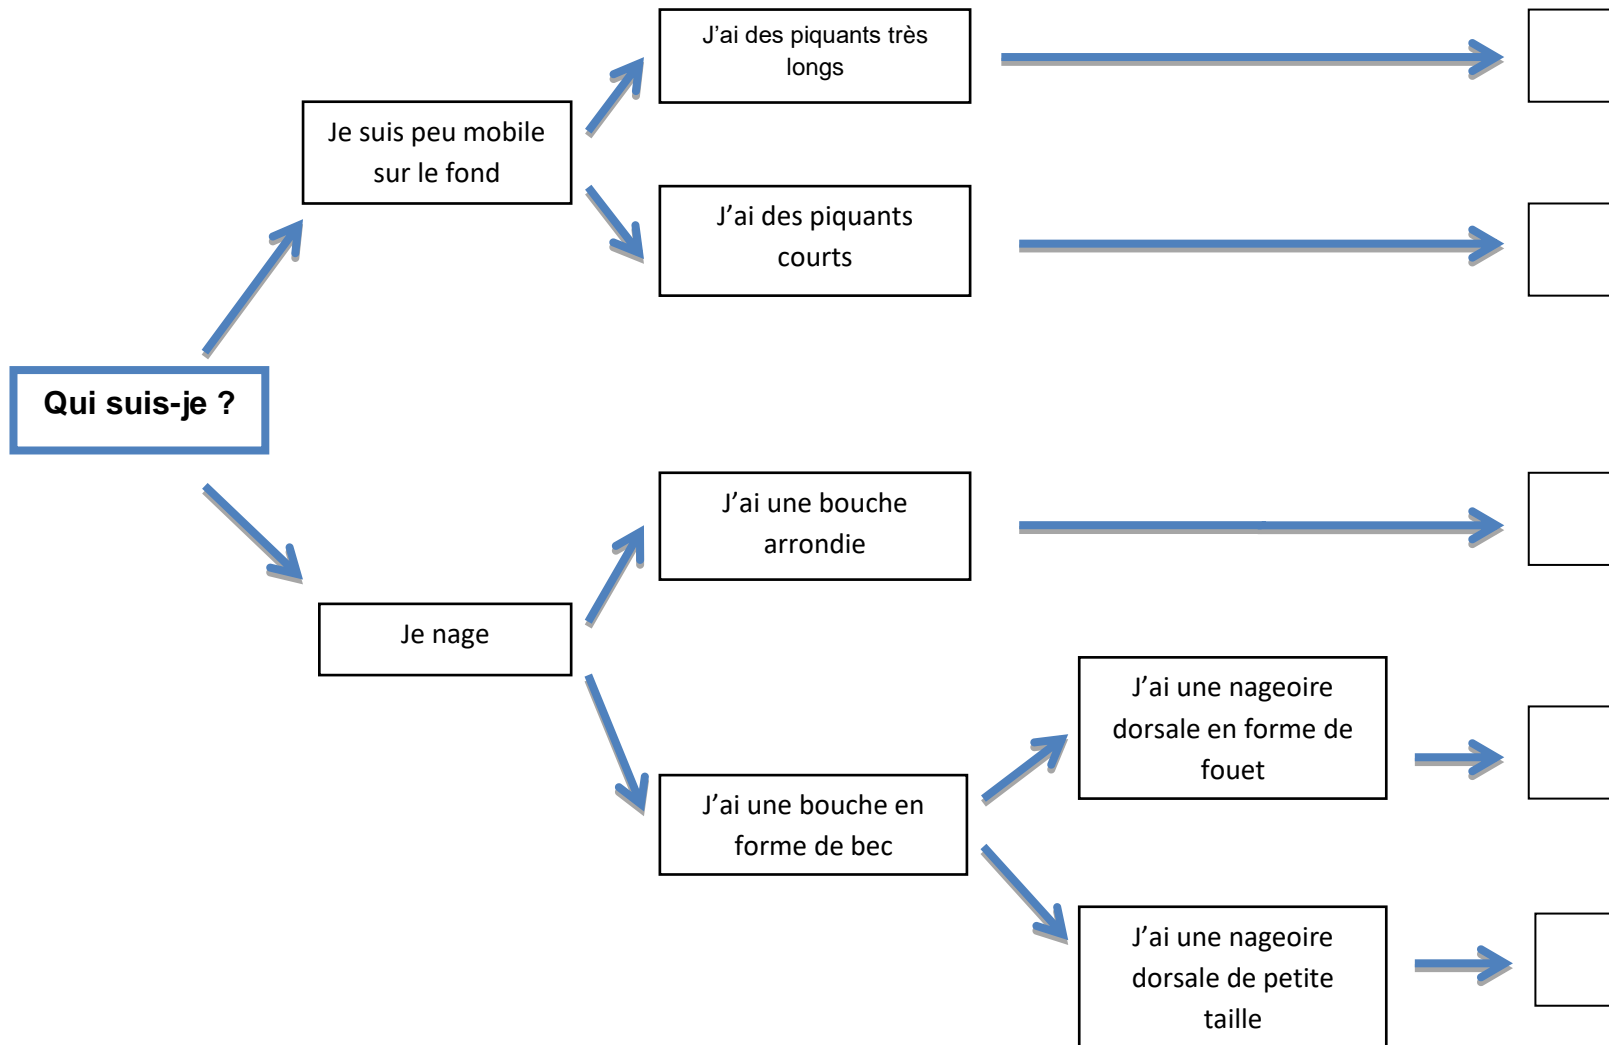 J’ai des piquants très
longs
Je suis peu mobile
sur le fond
J’ai des piquants
courts
Qui suis-je ?
J’ai une bouche
arrondie
Je nage
J’ai une nageoire
dorsale en forme de
fouet
J’ai une bouche en
forme de bec
J’ai une nageoire
dorsale de petite
taille